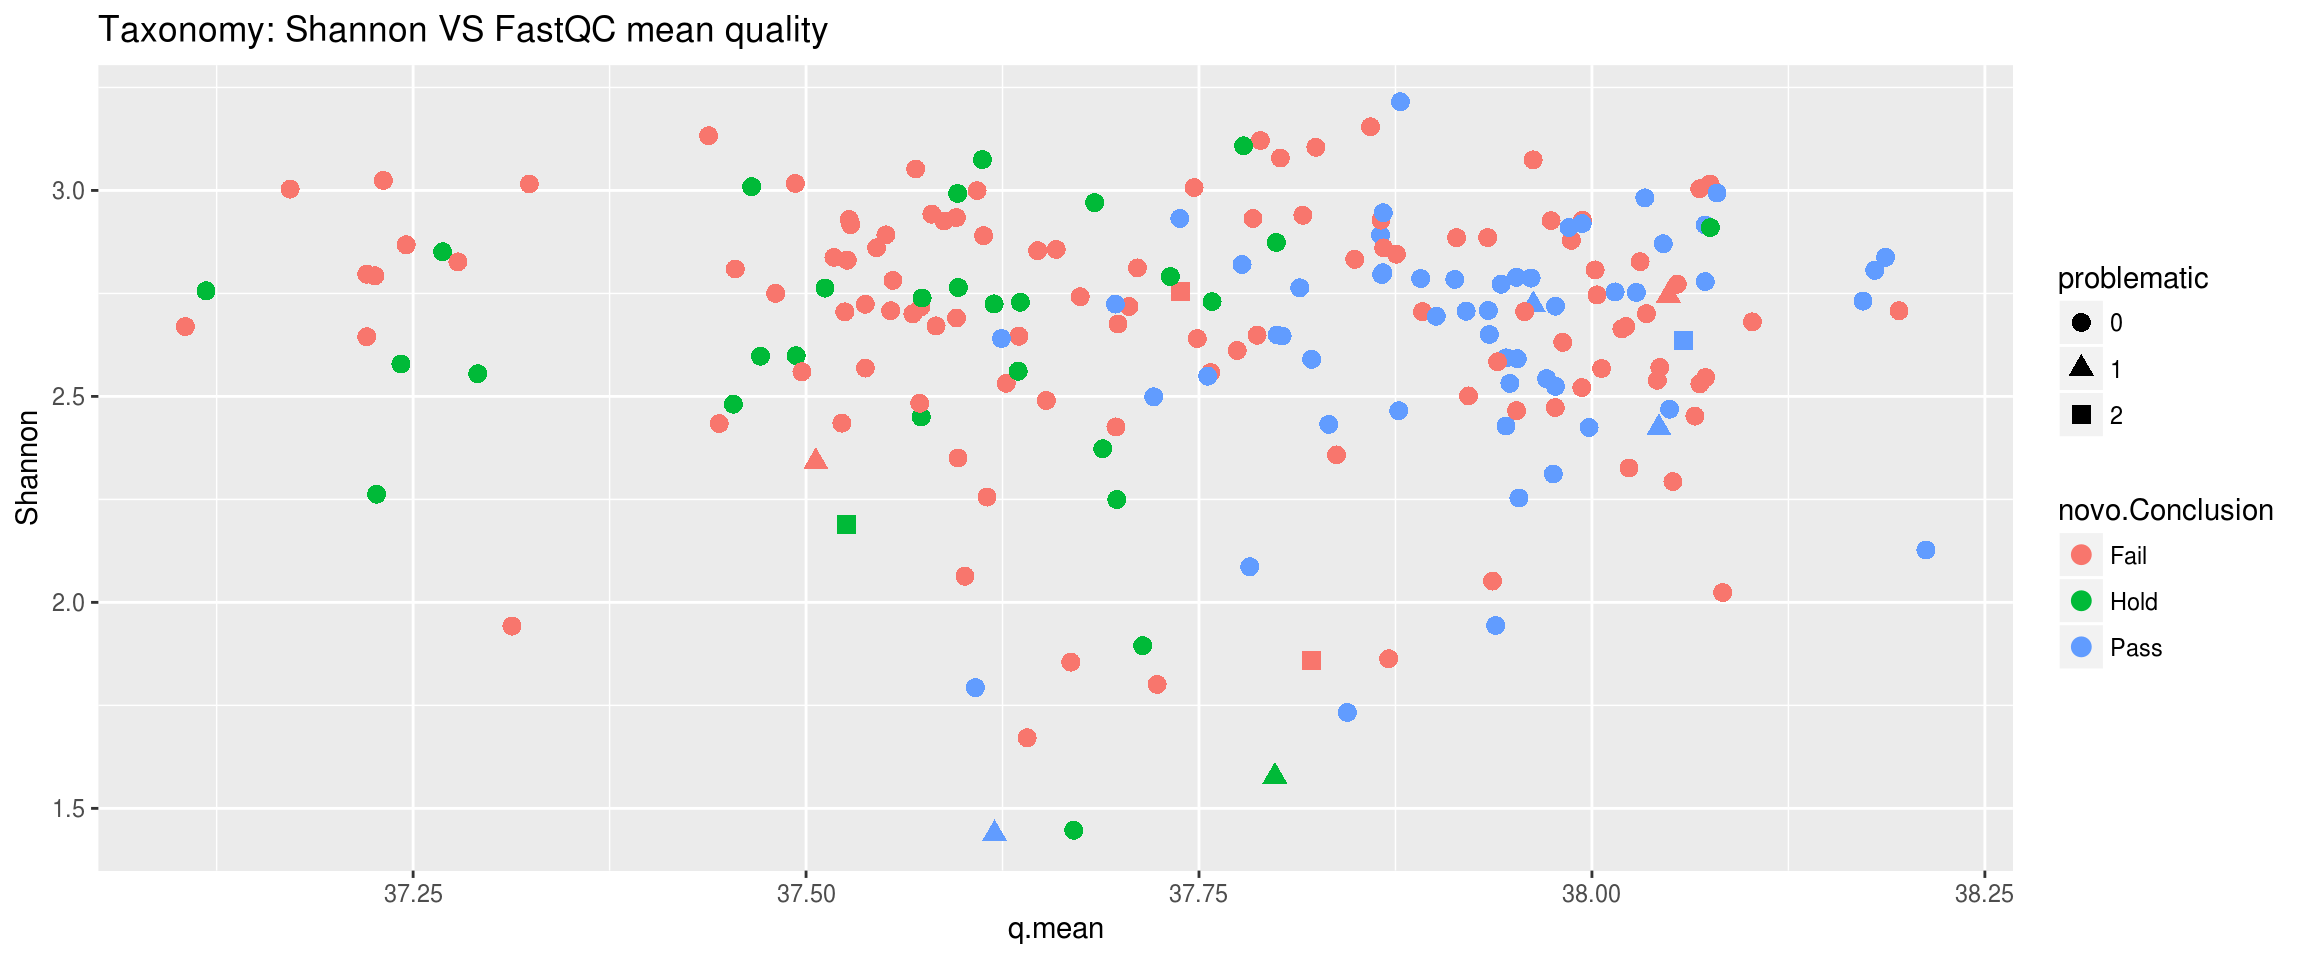 Taxonomy: Shannon VS FastQC mean quality
Shannon
3.0
2.5
2.0
1.5
37.25
37.50
37.75
38.00
38.25
q.mean
problematic
0
1
2
novo.Conclusion
Fail
Hold
Pass